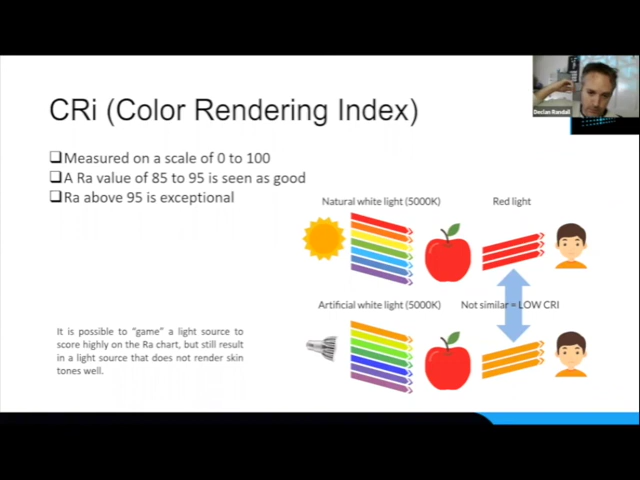 CRi (Color Rendering Index)
Declan Randall
Measured on a scale of 0 to 100
A Ra value of 85 to 95 is seen as good
Ra above 95 is exceptional
Natural white light (5000K)
Red light
Artificial white light (5000K)
Not similar = LOW CRI
It is possible to "game" a light source to
score highly on the Ra chart, but still result
in a light source that does not render skin
tones well.